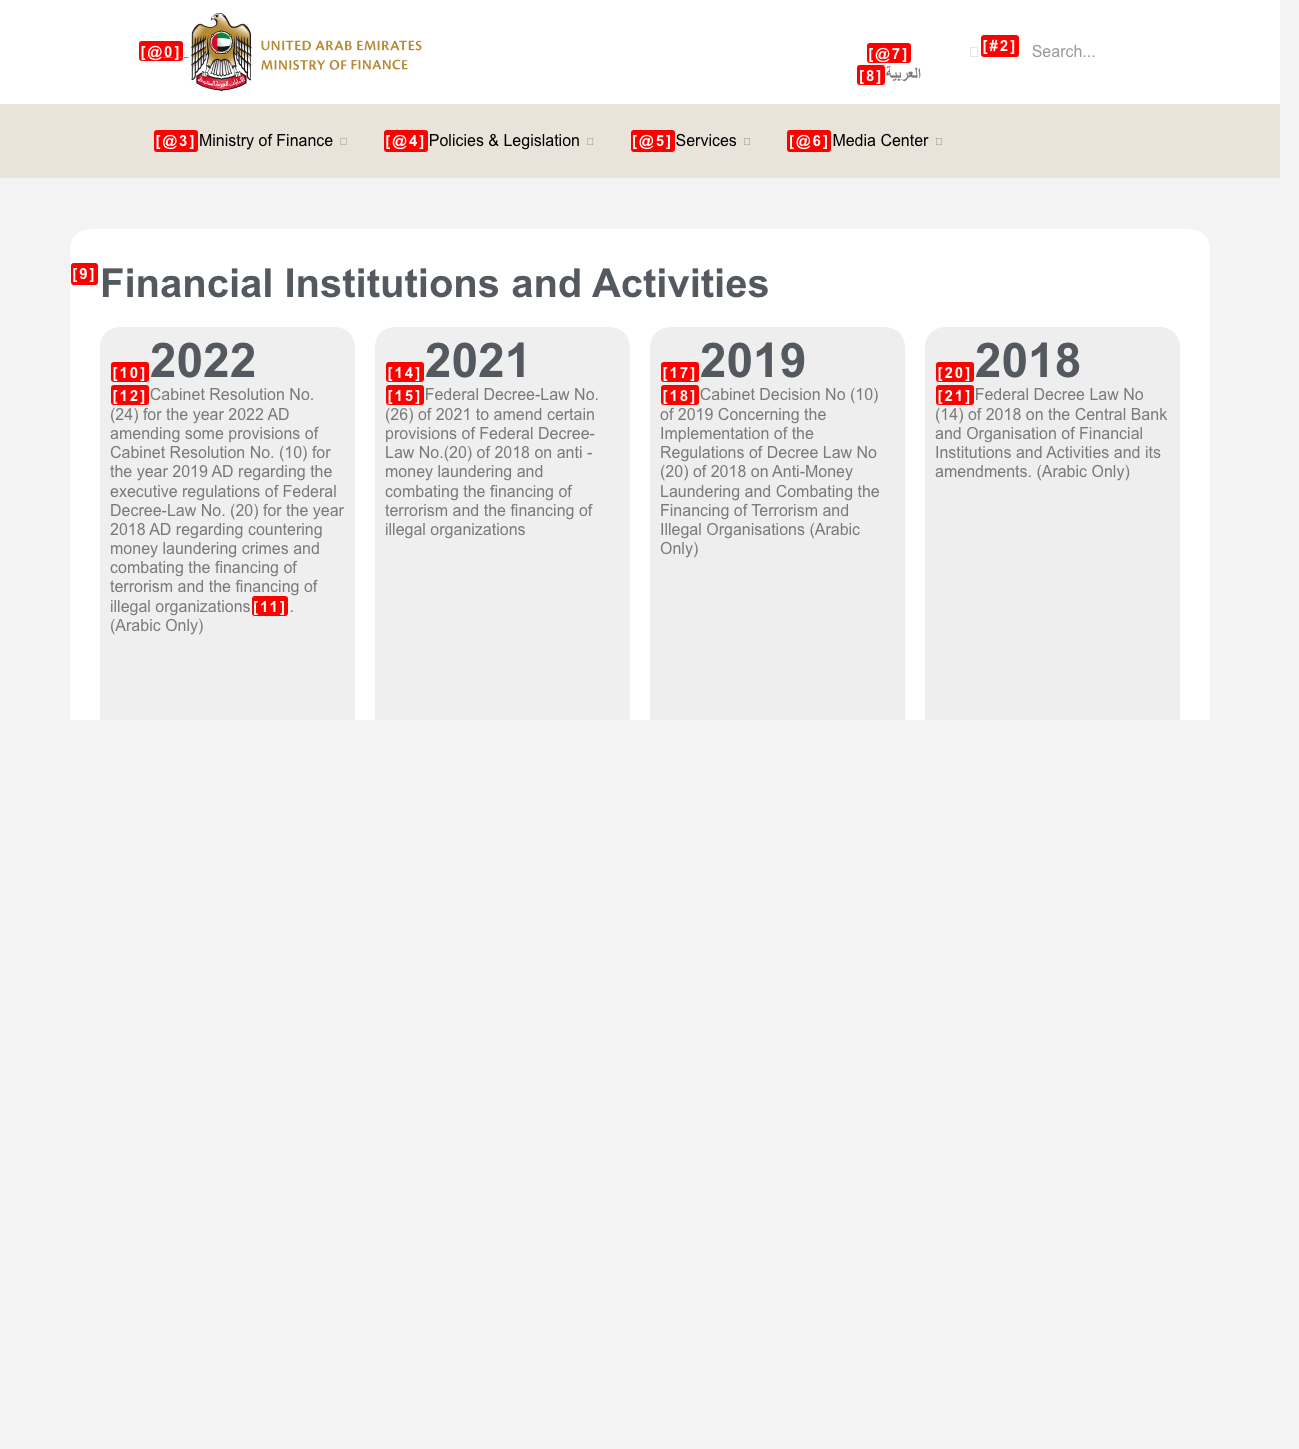 [@0]
UNITED ARAB EMIRATES
MINISTRY OF FINANCE
[@7]
[8]العربية
[#2] Search...
[@3]Ministry of Finance
[@4]Policies & Legislation
[@5]Services
[@6]Media Center
[9]Financial Institutions and Activities
[10]2022
[12]Cabinet Resolution No.
(24) for the year 2022 AD
amending some provisions of
Cabinet Resolution No. (10) for
the year 2019 AD regarding the
executive regulations of Federal
Decree-Law No. (20) for the year
2018 AD regarding countering
money laundering crimes and
combating the financing of
terrorism and the financing of
illegal organizations[11] .
(Arabic Only)
[14]2021
[15]Federal Decree-Law No.
(26) of 2021 to amend certain
provisions of Federal Decree-
Law No.(20) of 2018 on anti -
money laundering and
combating the financing of
terrorism and the financing of
illegal organizations
[17]2019
[18]Cabinet Decision No (10)
of 2019 Concerning the
Implementation of the
Regulations of Decree Law No
(20) of 2018 on Anti-Money
Laundering and Combating the
Financing of Terrorism and
Illegal Organisations (Arabic
Only)
[20]2018
[21]Federal Decree Law No
(14) of 2018 on the Central Bank
and Organisation of Financial
Institutions and Activities and its
amendments. (Arabic Only)